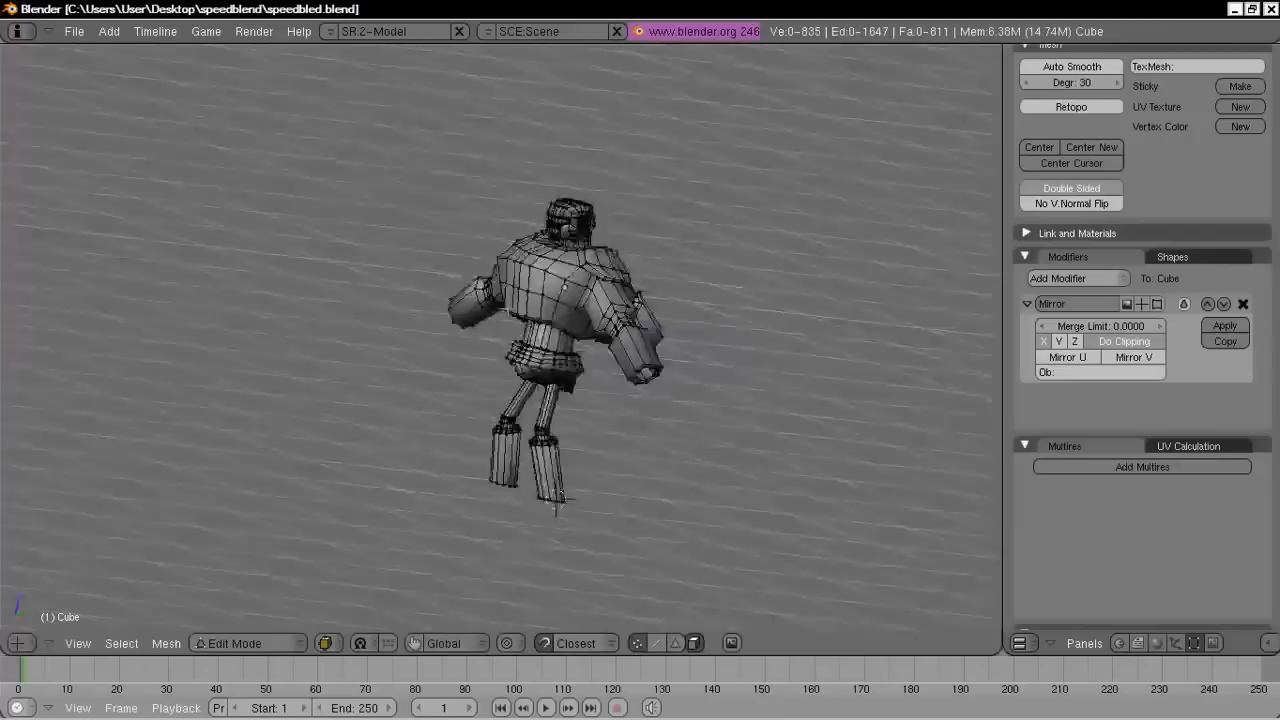 Blender [C:\Users\User\Desktop\speedblend\speedbled.blend]
File Add Timeline Game Render Help SR:2-Model SCE:Scene www.blender.org 246 Ve:0-835 | Ed:0-1647 | Fa:0-811 | Mem:6.38M (14.74M) Cube
Auto Smooth TexMesh:
Degr: 30 Sticky Make
Retopo UV Texture New
Vertex Color New
Center Center New
Center Cursor
Double Sided
No V.Normal Flip
Link and Materials
Modifiers Shapes
Add Modifier To: Cube
Mirror
Merge Limit: 0.0000 Apply
X Y Z Do Clipping Copy
Mirror U Mirror V
Ob:
Multires UV Calculation
Add Multires
(1) Cube
View Select Mesh Edit Mode Global Closest Panels
0 10 20 30 40 50 60 70 80 90 100 110 120 130 140 150 160 170 180 190 200 210 220 230 240 250
View Frame Playback Pr Start: 1 End: 250 1